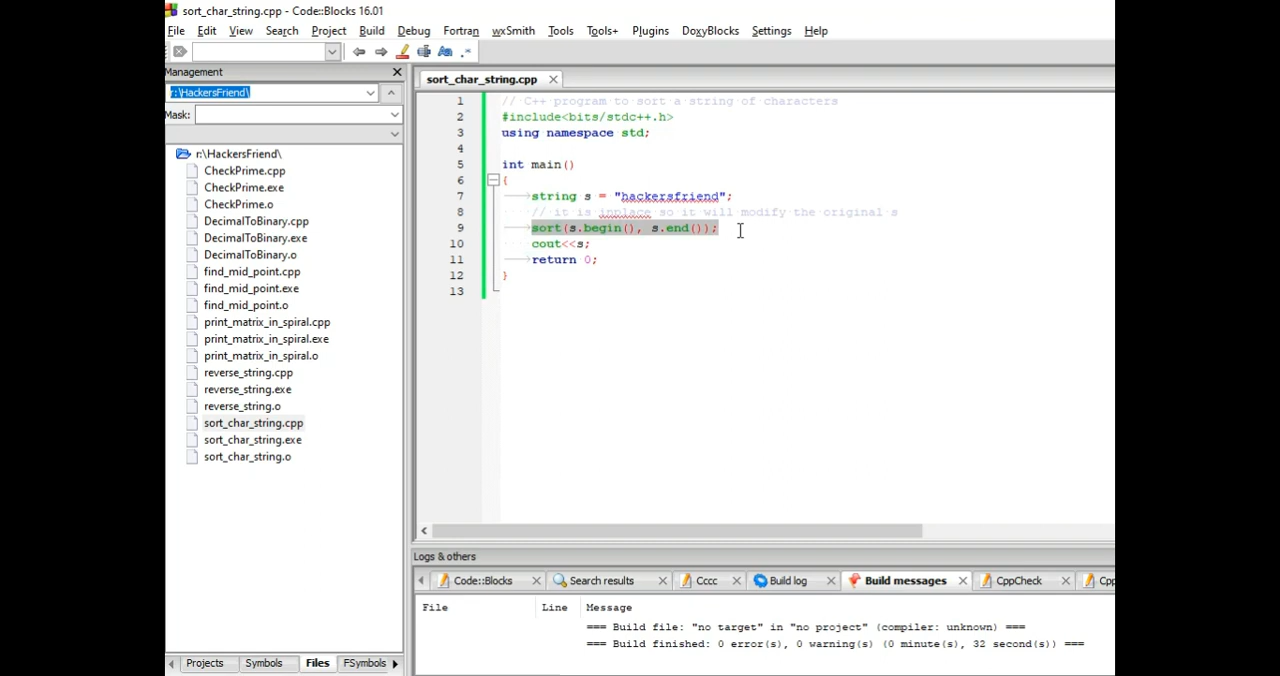 sort_char_string.cpp - Code::Blocks 16.01
File Edit View Search Project Build Debug Fortran wxSmith Tools Tools+ Plugins DoxyBlocks Settings Help
Management
r:\HackersFriend\
Mask:
r:\HackersFriend\
CheckPrime.cpp
CheckPrime.exe
CheckPrime.o
DecimalToBinary.cpp
DecimalToBinary.exe
DecimalToBinary.o
find_mid_point.cpp
find_mid_point.exe
find_mid_point.o
print_matrix_in_spiral.cpp
print_matrix_in_spiral.exe
print_matrix_in_spiral.o
reverse_string.cpp
reverse_string.exe
reverse_string.o
sort_char_string.cpp
sort_char_string.exe
sort_char_string.o
Projects Symbols Files FSymbols
sort_char_string.cpp
1 // C++ program to sort a string of characters
2 #include<bits/stdc++.h>
3 using namespace std;
4
5 int main()
6 {
7 string s = "hackersfriend";
8 // it is inplace so it will modify the original s
9 sort(s.begin(), s.end());
10 cout<<s;
11 return 0;
12 }
13
Logs & others
Code::Blocks Search results Cccc Build log Build messages CppCheck Cpp
File Line Message
=== Build file: "no target" in "no project" (compiler: unknown) ===
=== Build finished: 0 error(s), 0 warning(s) (0 minute(s), 32 second(s)) ===